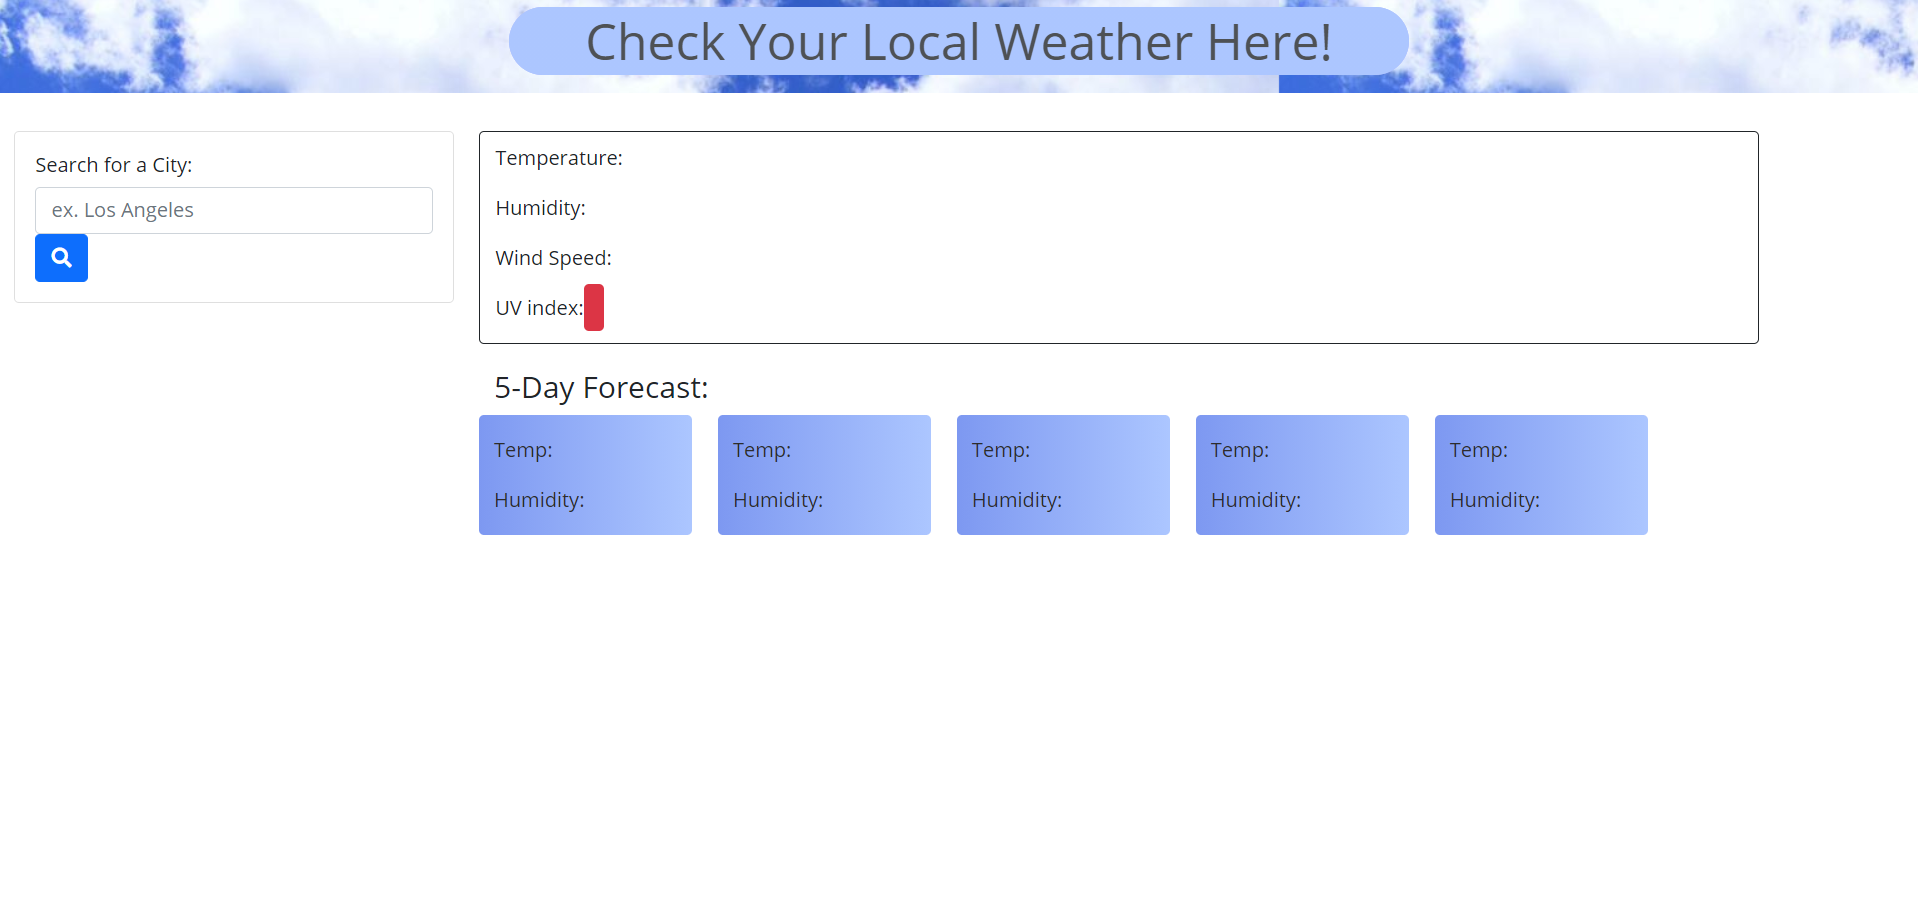 Check Your Local Weather Here!
Search for a City:
ex. Los Angeles
Temperature:
Humidity:
Wind Speed:
UV index:
5-Day Forecast:
Temp:
Humidity:
Temp:
Humidity:
Temp:
Humidity:
Temp:
Humidity:
Temp:
Humidity: